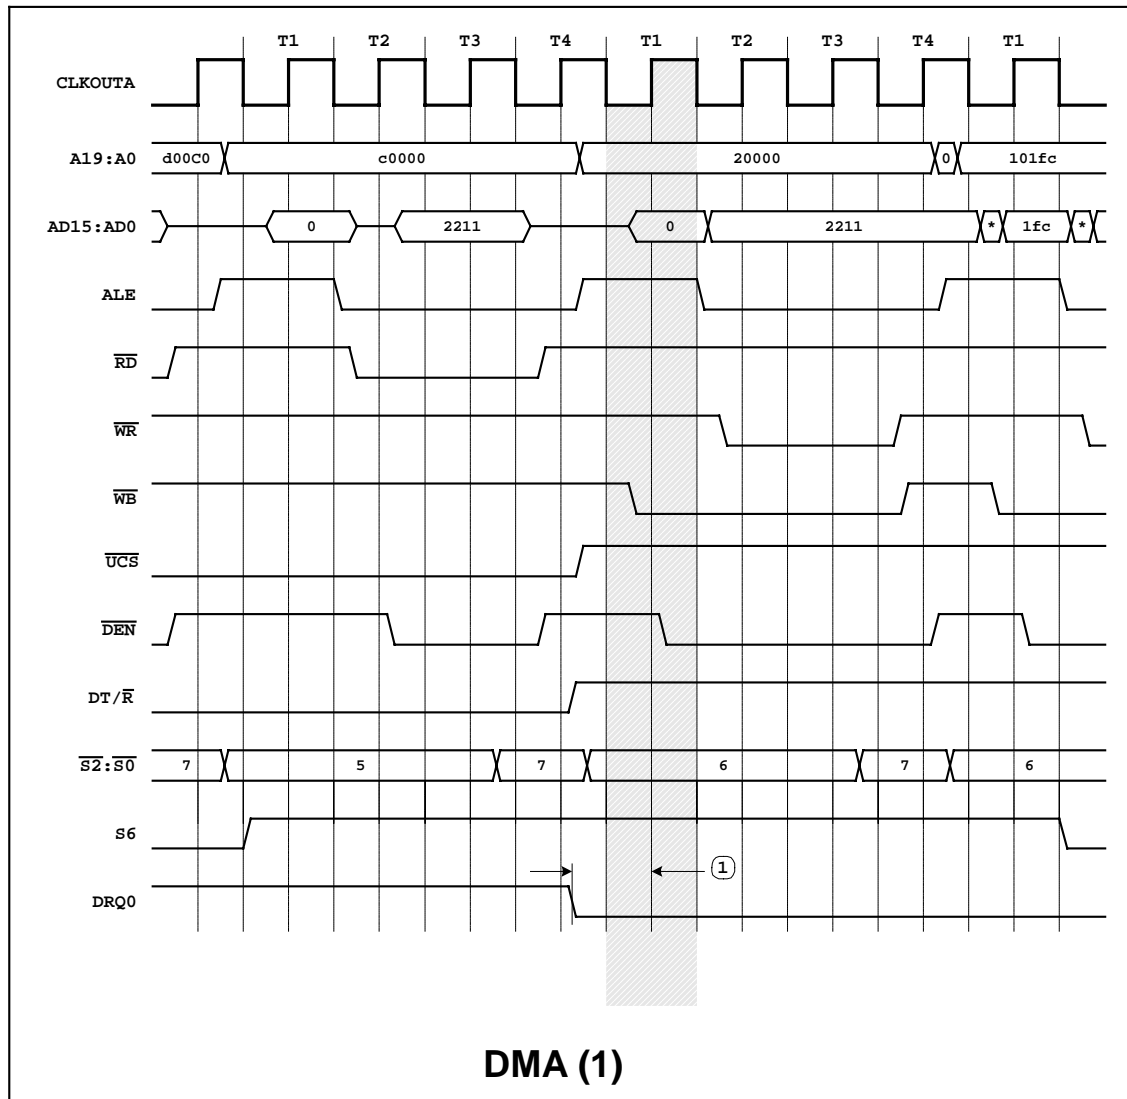 T1 T2 T3 T4 T1 T2 T3 T4 T1
CLKOUTA
A19:A0 d00C0 c0000 20000 0 101fc
AD15:AD0 0 2211 0 2211 * 1fc *
ALE
RD
WR
WB
UCS
DEN
DT/R
S2:S0 7 5 7 6 7 6
S6
1
DRQ0
DMA (1)